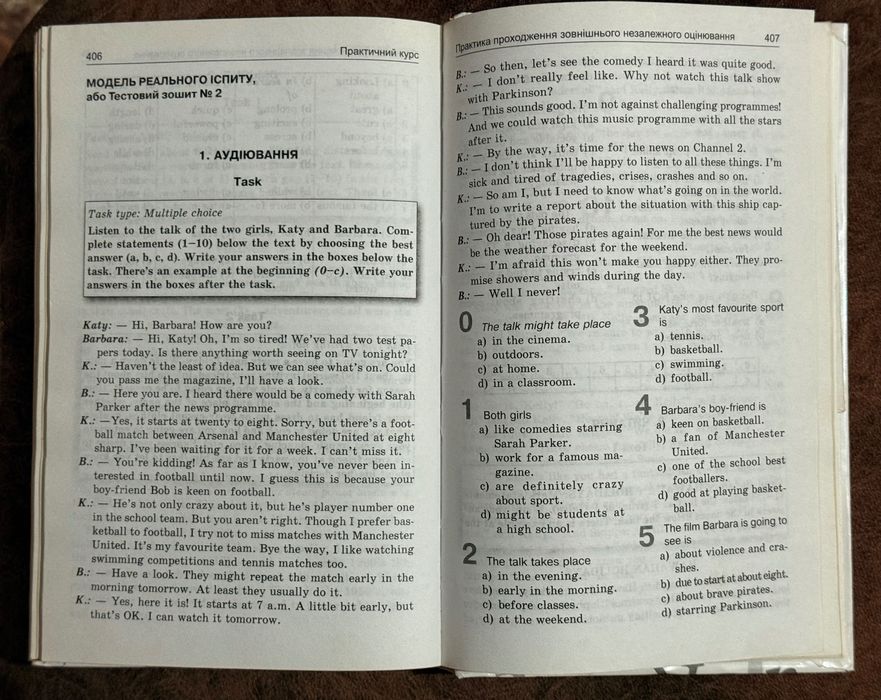 406 Практичний курс
МОДЕЛЬ РЕАЛЬНОГО ІСПИТУ,
або Тестовий зошит № 2
1. АУДІЮВАННЯ
Task
Task type: Multiple choice
Listen to the talk of the two girls, Katy and Barbara. Com-
plete statements (1–10) below the text by choosing the best
answer (a, b, c, d). Write your answers in the boxes below the
task. There's an example at the beginning (0–c). Write your
answers in the boxes after the task.
Katy: — Hi, Barbara! How are you?
Barbara: — Hi, Katy! Oh, I'm so tired! We've had two test pa-
pers today. Is there anything worth seeing on TV tonight?
K.: — Haven't the least of idea. But we can see what's on. Could
you pass me the magazine, I'll have a look.
B.: — Here you are. I heard there would be a comedy with Sarah
Parker after the news programme.
K.: —Yes, it starts at twenty to eight. Sorry, but there's a foot-
ball match between Arsenal and Manchester United at eight
sharp. I've been waiting for it for a week. I can't miss it.
B.: — You're kidding! As far as I know, you've never been in-
terested in football until now. I guess this is because your
boy-friend Bob is keen on football.
K.: — He's not only crazy about it, but he's player number one
in the school team. But you aren't right. Though I prefer bas-
ketball to football, I try not to miss matches with Manchester
United. It's my favourite team. Bye the way, I like watching
swimming competitions and tennis matches too.
B.: — Have a look. They might repeat the match early in the
morning tomorrow. At least they usually do it.
K.: — Yes, here it is! It starts at 7 a.m. A little bit early, but
that's OK. I can watch it tomorrow.
Практика проходження зовнішнього незалежного оцінювання 407
B.: — So then, let's see the comedy I heard it was quite good.
K.: — I don't really feel like. Why not watch this talk show
with Parkinson?
B.: — This sounds good. I'm not against challenging programmes!
And we could watch this music programme with all the stars
after it.
K.: — By the way, it's time for the news on Channel 2.
B.: — I don't think I'll be happy to listen to all these things. I'm
sick and tired of tragedies, crises, crashes and so on.
K.: — So am I, but I need to know what's going on in the world.
I'm to write a report about the situation with this ship cap-
tured by the pirates.
B.: — Oh dear! Those pirates again! For me the best news would
be the weather forecast for the weekend.
K.: — I'm afraid this won't make you happy either. They pro-
mise showers and winds during the day.
B.: — Well I never!
0 The talk might take place
a) in the cinema.
b) outdoors.
c) at home.
d) in a classroom.
1 Both girls
a) like comedies starring
Sarah Parker.
b) work for a famous ma-
gazine.
c) are definitely crazy
about sport.
d) might be students at
a high school.
2 The talk takes place
a) in the evening.
b) early in the morning.
c) before classes.
d) at the weekend.
3 Katy's most favourite sport
is
a) tennis.
b) basketball.
c) swimming.
d) football.
4 Barbara's boy-friend is
a) keen on basketball.
b) a fan of Manchester
United.
c) one of the school best
footballers.
d) good at playing basket-
ball.
5 The film Barbara is going to
see is
a) about violence and cra-
shes.
b) due to start at about eight.
c) about brave pirates.
d) starring Parkinson.